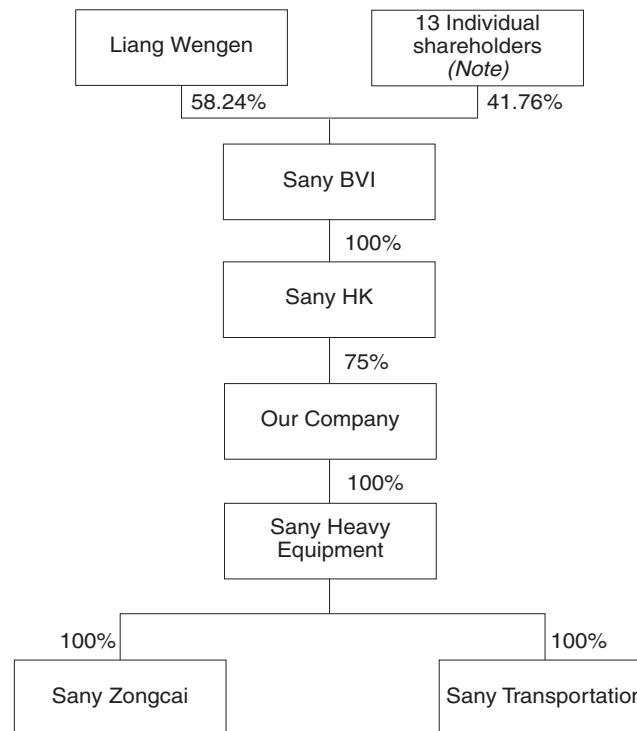 Liang Wengen
13 Individual
shareholders
(Note)
58.24%
41.76%
Sany BVI
100%
Sany HK
75%
Our Company
100%
Sany Heavy
Equipment
100%
100%
Sany Zongcai
Sany Transportation